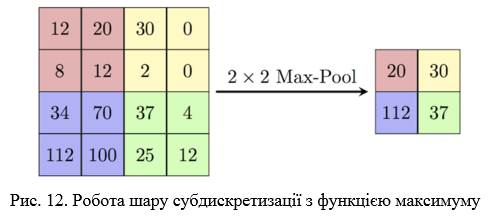 12 20 30 0
8 12 2 0
34 70 37 4
112 100 25 12
2 × 2 Max-Pool
20 30
112 37
Рис. 12. Робота шару субдискретизації з функцією максимуму